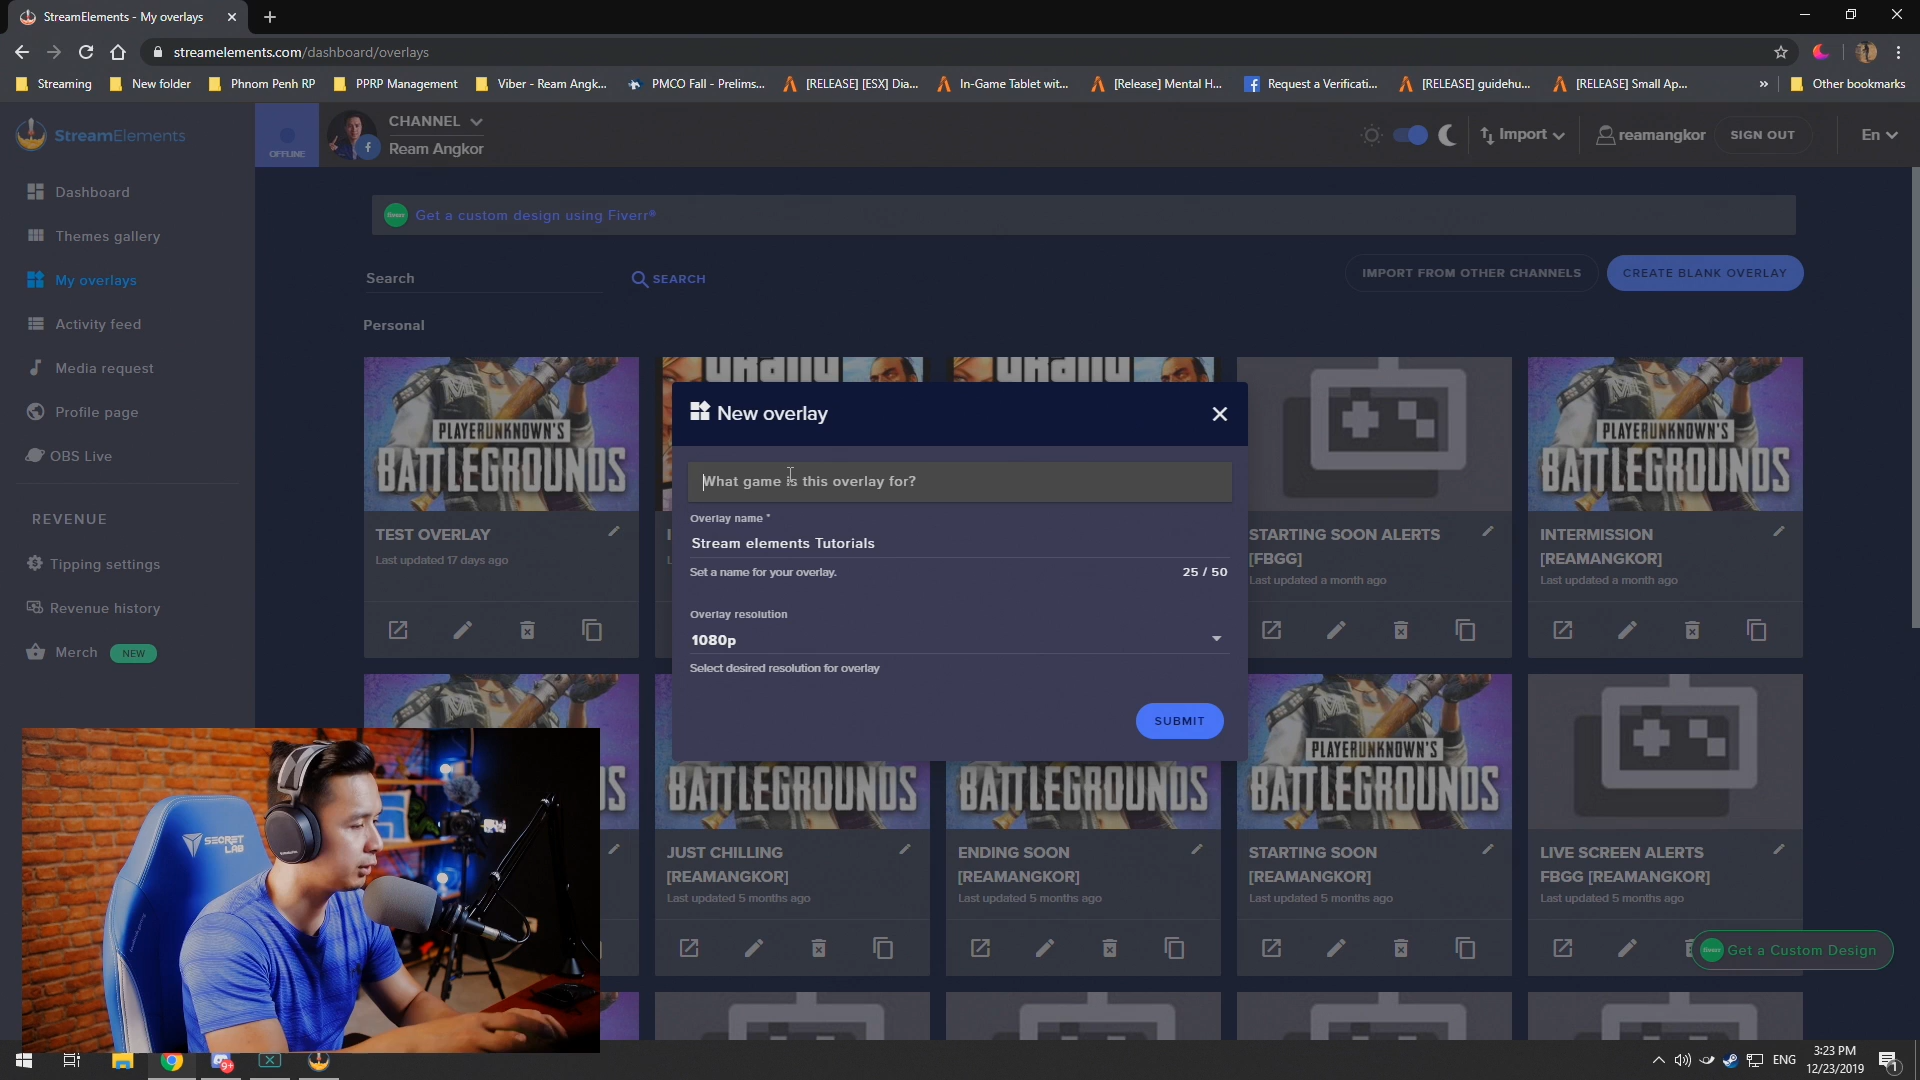 StreamElements - My overlays
streamelements.com/dashboard/overlays
Streaming
New folder
Phnom Penh RP
PPRP Management
Viber - Ream Angk...
PMCO Fall - Prelims...
[RELEASE] [ESX] Dia...
In-Game Tablet wit...
[Release] Mental H...
Request a Verificati...
[RELEASE] guidehu...
[RELEASE] Small Ap...
Other bookmarks
StreamElements
OFFLINE
CHANNEL
Ream Angkor
Import
reamangkor
SIGN OUT
En
Dashboard
Themes gallery
My overlays
Activity feed
Media request
Profile page
OBS Live
REVENUE
Tipping settings
Revenue history
Merch NEW
Get a custom design using Fiverr®
Search
SEARCH
IMPORT FROM OTHER CHANNELS
CREATE BLANK OVERLAY
Personal
PLAYERUNKNOWN'S
BATTLEGROUNDS
TEST OVERLAY
Last updated 17 days ago
New overlay
What game is this overlay for?
Overlay name *
Stream elements Tutorials
Set a name for your overlay.
25 / 50
Overlay resolution
1080p
Select desired resolution for overlay
SUBMIT
STARTING SOON ALERTS
[FBGG]
Last updated a month ago
PLAYERUNKNOWN'S
BATTLEGROUNDS
INTERMISSION
[REAMANGKOR]
Last updated a month ago
BATTLEGROUNDS
JUST CHILLING
[REAMANGKOR]
Last updated 5 months ago
BATTLEGROUNDS
ENDING SOON
[REAMANGKOR]
Last updated 5 months ago
PLAYERUNKNOWN'S
BATTLEGROUNDS
STARTING SOON
[REAMANGKOR]
Last updated 5 months ago
LIVE SCREEN ALERTS
FBGG [REAMANGKOR]
Last updated 5 months ago
Get a Custom Design
SECRET
LAB
9+
ENG
3:23 PM
12/23/2019
1